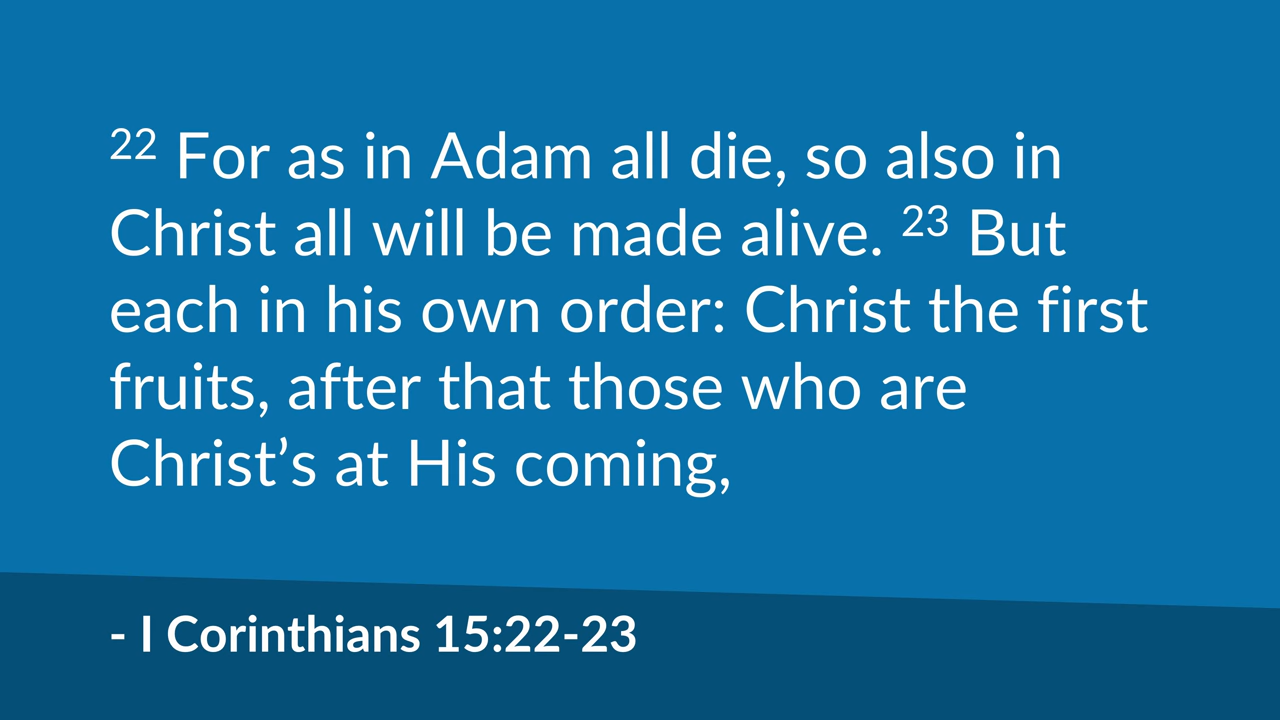 22 For as in Adam all die, so also in
Christ all will be made alive. 23 But
each in his own order: Christ the first
fruits, after that those who are
Christ’s at His coming,
- I Corinthians 15:22-23